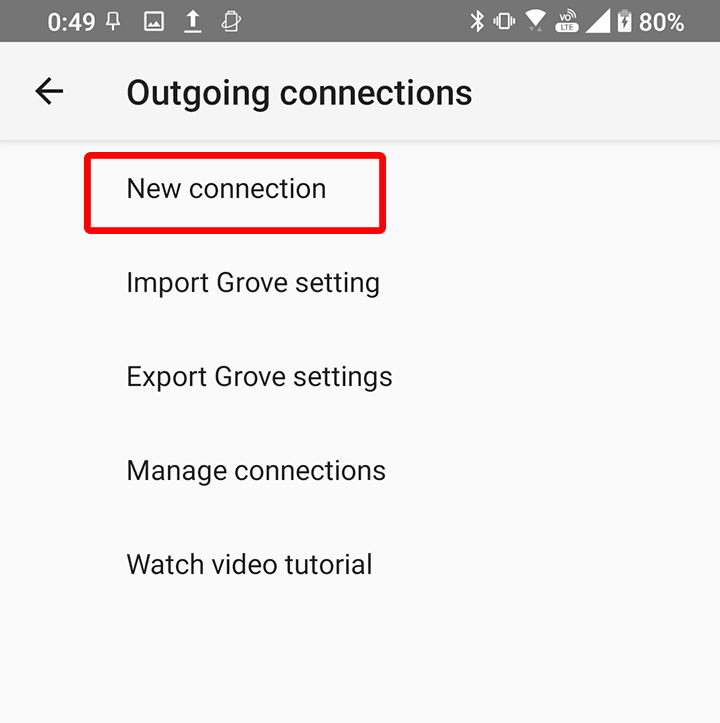 0:49 VO LTE 80%
Outgoing connections
New connection
Import Grove setting
Export Grove settings
Manage connections
Watch video tutorial